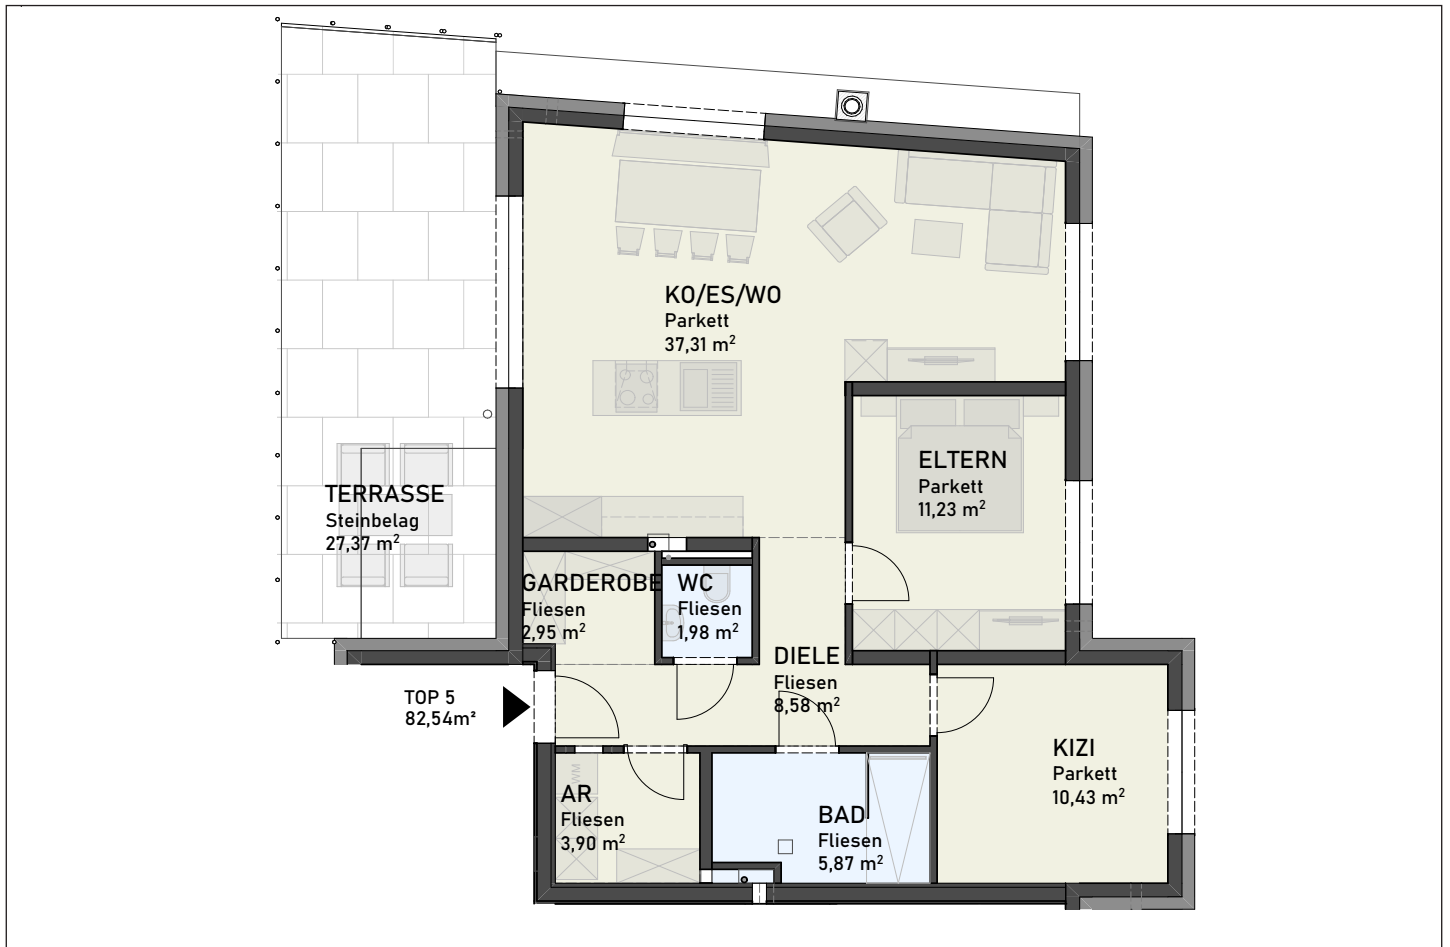 KO/ES/WO
Parkett
37,31 m²
ELTERN
Parkett
11,23 m²
TERRASSE
Steinbelag
27,37 m²
GARDEROBE
Fliesen
2,95 m²
WC
Fliesen
1,98 m²
DIELE
Fliesen
8,58 m²
TOP 5
82,54m²
KIZI
Parkett
10,43 m²
WM
AR
Fliesen
3,90 m²
BAD
Fliesen
5,87 m²